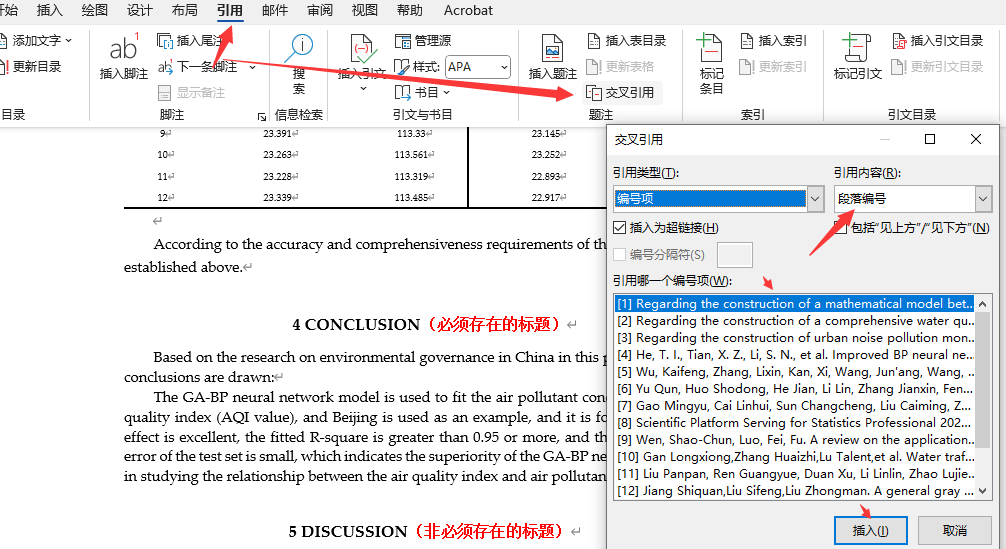 开始 插入 绘图 设计 布局 引用 邮件 审阅 视图 帮助 Acrobat
添加文字
更新目录
目录
ab
插入脚注
插入尾注
下一条脚注
显示备注
脚注
搜索
信息检索
插入引文
管理源
样式: APA
书目
引文与书目
插入题注
插入表目录
更新表格
交叉引用
题注
标记条目
插入索引
更新索引
索引
标记引文
插入引文目录
更新引文目录
引文目录
9 23.391 113.33 23.145
10 23.263 113.561 23.252
11 23.228 113.319 22.893
12 23.339 113.485 22.917
According to the accuracy and comprehensiveness requirements of th
established above.
4 CONCLUSION（必须存在的标题）
Based on the research on environmental governance in China in this p
conclusions are drawn:
The GA-BP neural network model is used to fit the air pollutant con
quality index (AQI value), and Beijing is used as an example, and it is fo
effect is excellent, the fitted R-square is greater than 0.95 or more, and th
error of the test set is small, which indicates the superiority of the GA-BP ne
in studying the relationship between the air quality index and air pollutan
5 DISCUSSION（非必须存在的标题）
交叉引用
引用类型(T):
引用内容(R):
编号项
段落编号
插入为超链接(H)
包括“见上方”/“见下方”(N)
编号分隔符(S)
引用哪一个编号项(W):
[1] Regarding the construction of a mathematical model bet...
[2] Regarding the construction of a comprehensive water qu...
[3] Regarding the construction of urban noise pollution mon...
[4] He, T. I., Tian, X. Z., Li, S. N., et al. Improved BP neural ne...
[5] Wu, Kaifeng, Zhang, Lixin, Kan, Xi, Wang, Jun'ang, Wang, ...
[6] Yu Qun, Huo Shodong, He Jian, Li Lin, Zhang Jianxin, Fen...
[7] Gao Mingyu, Cai Linhui, Sun Changcheng, Liu Caiming, Z...
[8] Scientific Platform Serving for Statistics Professional 202...
[9] Wen, Shao-Chun, Luo, Fei, Fu. A review on the application...
[10] Gan Longxiong,Zhang Huaizhi,Lu Talent,et al. Water traf...
[11] Liu Panpan, Ren Guangyue, Duan Xu, Li Linlin, Zhao Lujie...
[12] Jiang Shiquan,Liu Sifeng,Liu Zhongman. A general gray ...
插入(I)
取消